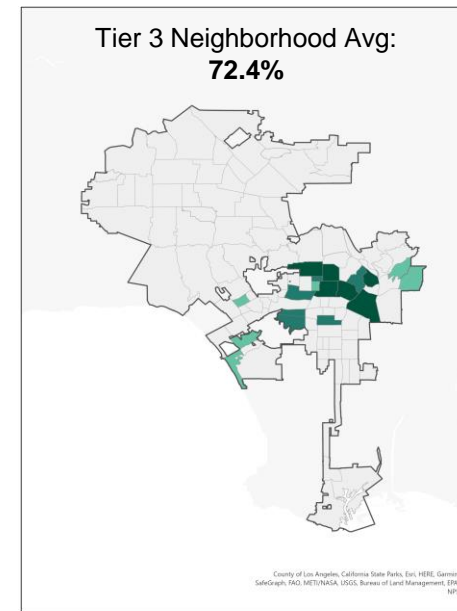 Tier 3 Neighborhood Avg:
72.4%
County of Los Angeles, California State Parks, Esri, HERE, Garmin,
SafeGraph, FAO, METI/NASA, USGS, Bureau of Land Management, EPA,
NPS